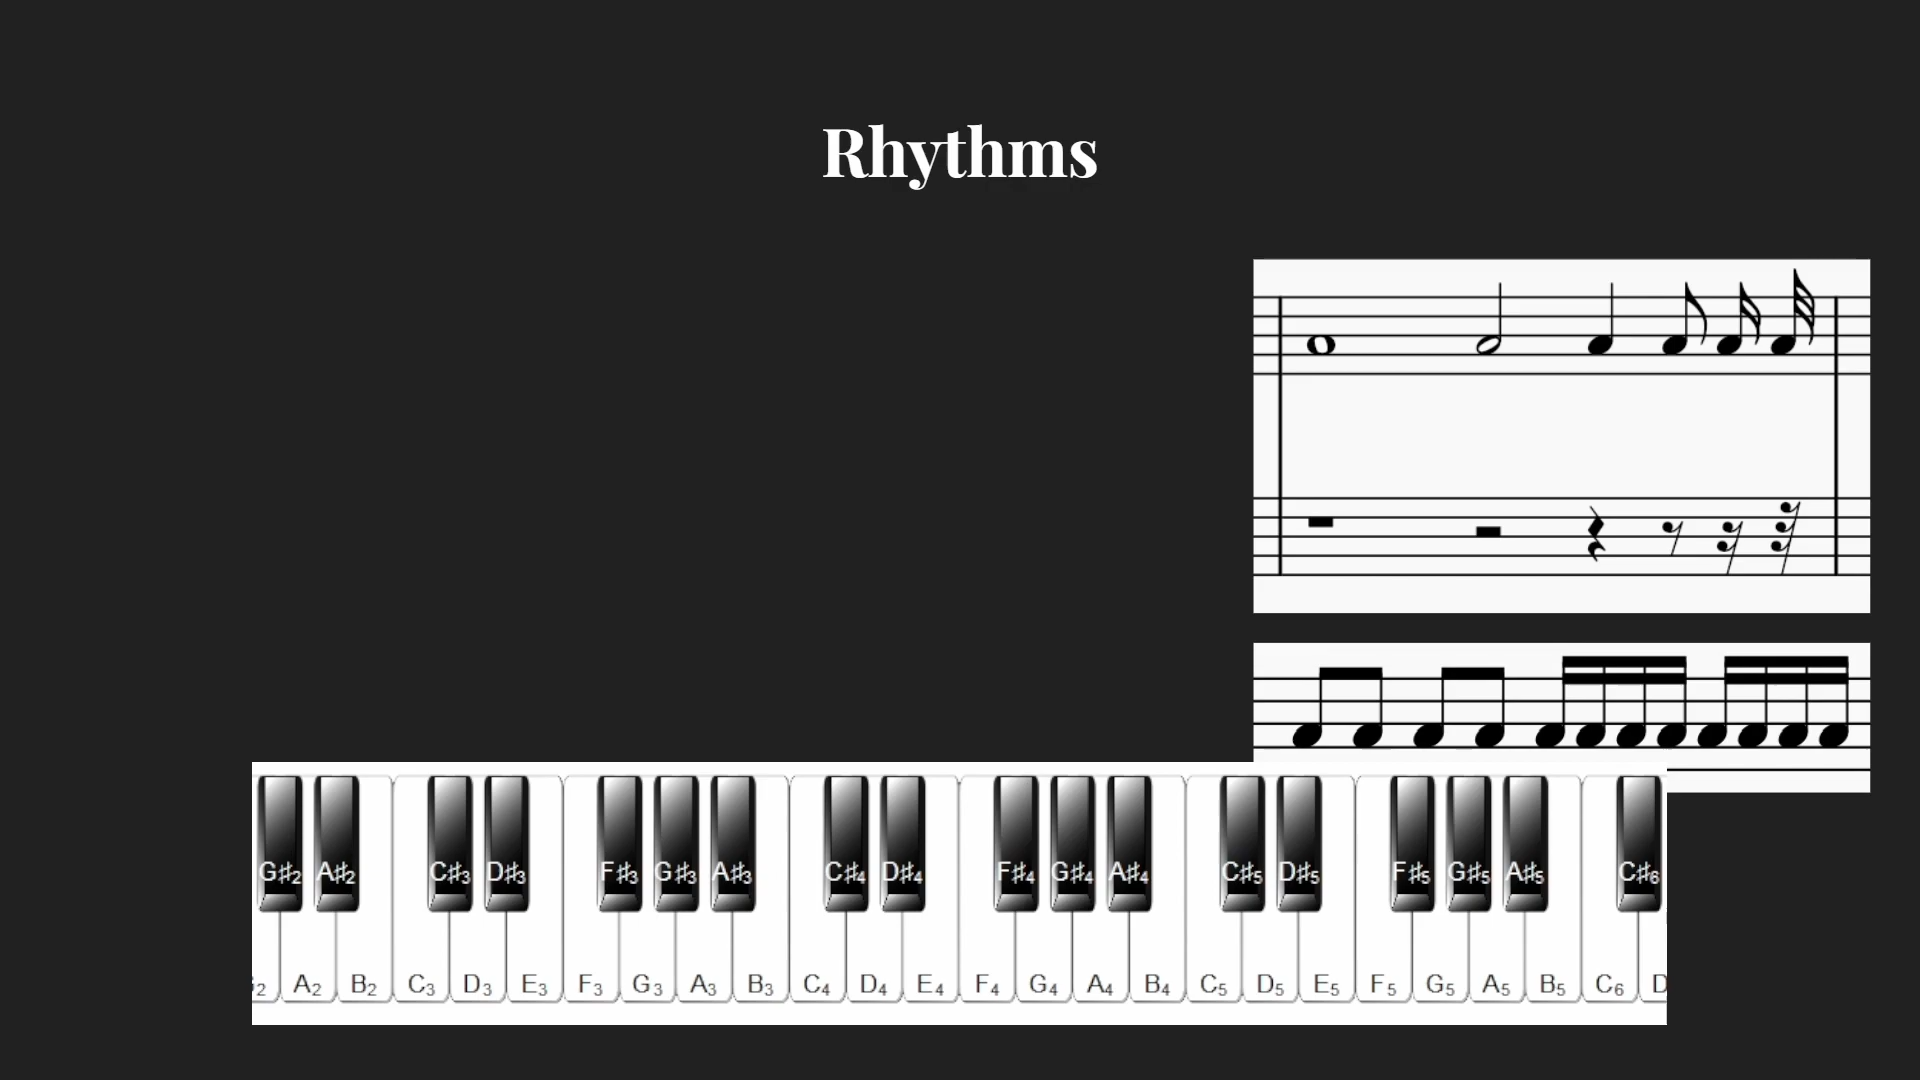 Rhythms
G♯2 A♯2 C♯3 D♯3 F♯3 G♯3 A♯3 C♯4 D♯4 F♯4 G♯4 A♯4 C♯5 D♯5 F♯5 G♯5 A♯5 C♯6
2 A2 B2 C3 D3 E3 F3 G3 A3 B3 C4 D4 E4 F4 G4 A4 B4 C5 D5 E5 F5 G5 A5 B5 C6 D